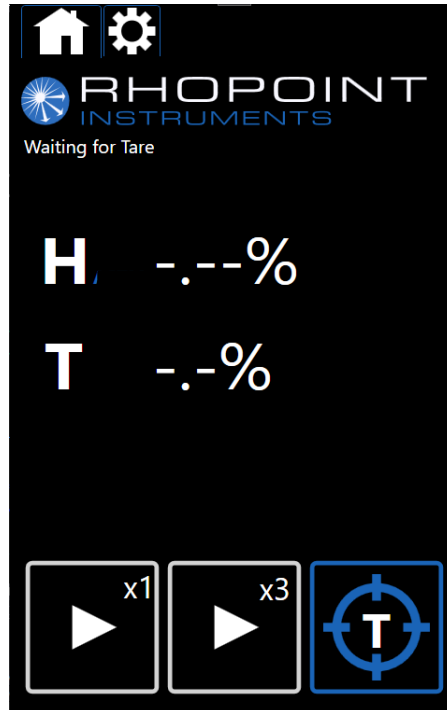 RHOPOINT
INSTRUMENTS
Waiting for Tare
H -.--%
T -.-%
x1 x3 T